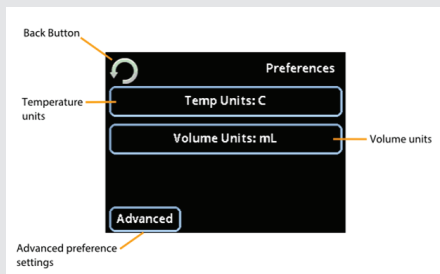 Back Button
Preferences
Temperature
units
Temp Units: C
Volume Units: mL
Volume units
Advanced
Advanced preference
settings